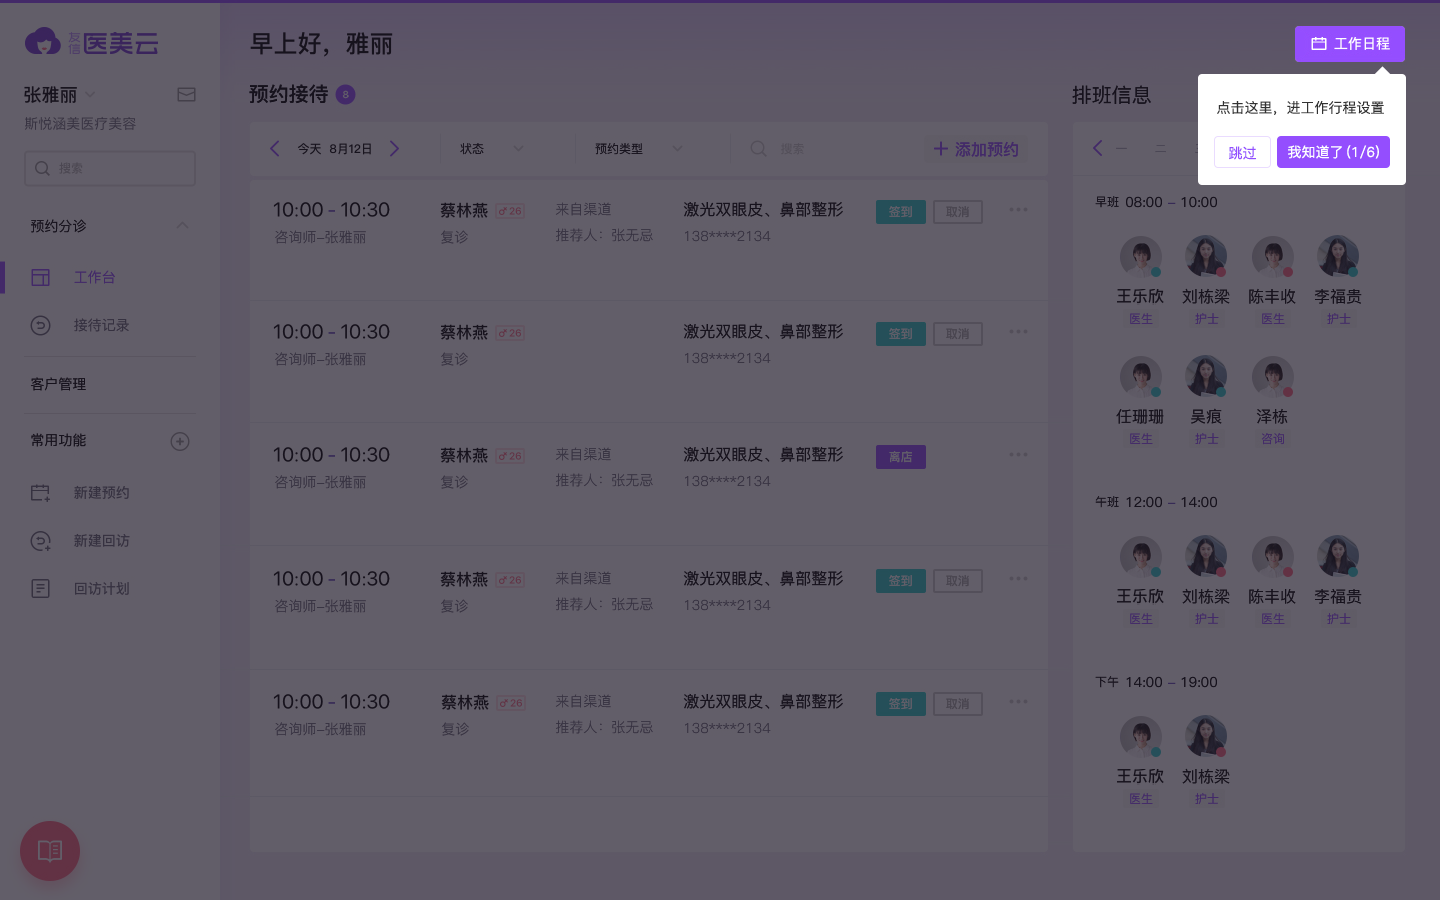 友信医美云
早上好，雅丽
工作日程
张雅丽
斯悦涵美医疗美容
搜索
预约分诊
工作台
接待记录
客户管理
常用功能
新建预约
新建回访
回访计划
预约接待 8
今天 8月12日 状态 预约类型 搜索 添加预约
10:00 - 10:30 蔡林燕 ♂26 来自渠道 激光双眼皮、鼻部整形 签到 取消
咨询师-张雅丽 复诊 推荐人：张无忌 138****2134
10:00 - 10:30 蔡林燕 ♂26 激光双眼皮、鼻部整形 签到 取消
咨询师-张雅丽 复诊 138****2134
10:00 - 10:30 蔡林燕 ♂26 来自渠道 激光双眼皮、鼻部整形 离店
咨询师-张雅丽 复诊 推荐人：张无忌 138****2134
10:00 - 10:30 蔡林燕 ♂26 来自渠道 激光双眼皮、鼻部整形 签到 取消
咨询师-张雅丽 复诊 推荐人：张无忌 138****2134
10:00 - 10:30 蔡林燕 ♂26 来自渠道 激光双眼皮、鼻部整形 签到 取消
咨询师-张雅丽 复诊 推荐人：张无忌 138****2134
排班信息
点击这里，进工作行程设置
跳过 我知道了(1/6)
一 二
早班 08:00 – 10:00
王乐欣 刘栋梁 陈丰收 李福贵
医生 护士 医生 护士
任珊珊 吴痕 泽栋
医生 护士 咨询
午班 12:00 – 14:00
王乐欣 刘栋梁 陈丰收 李福贵
医生 护士 医生 护士
下午 14:00 – 19:00
王乐欣 刘栋梁
医生 护士